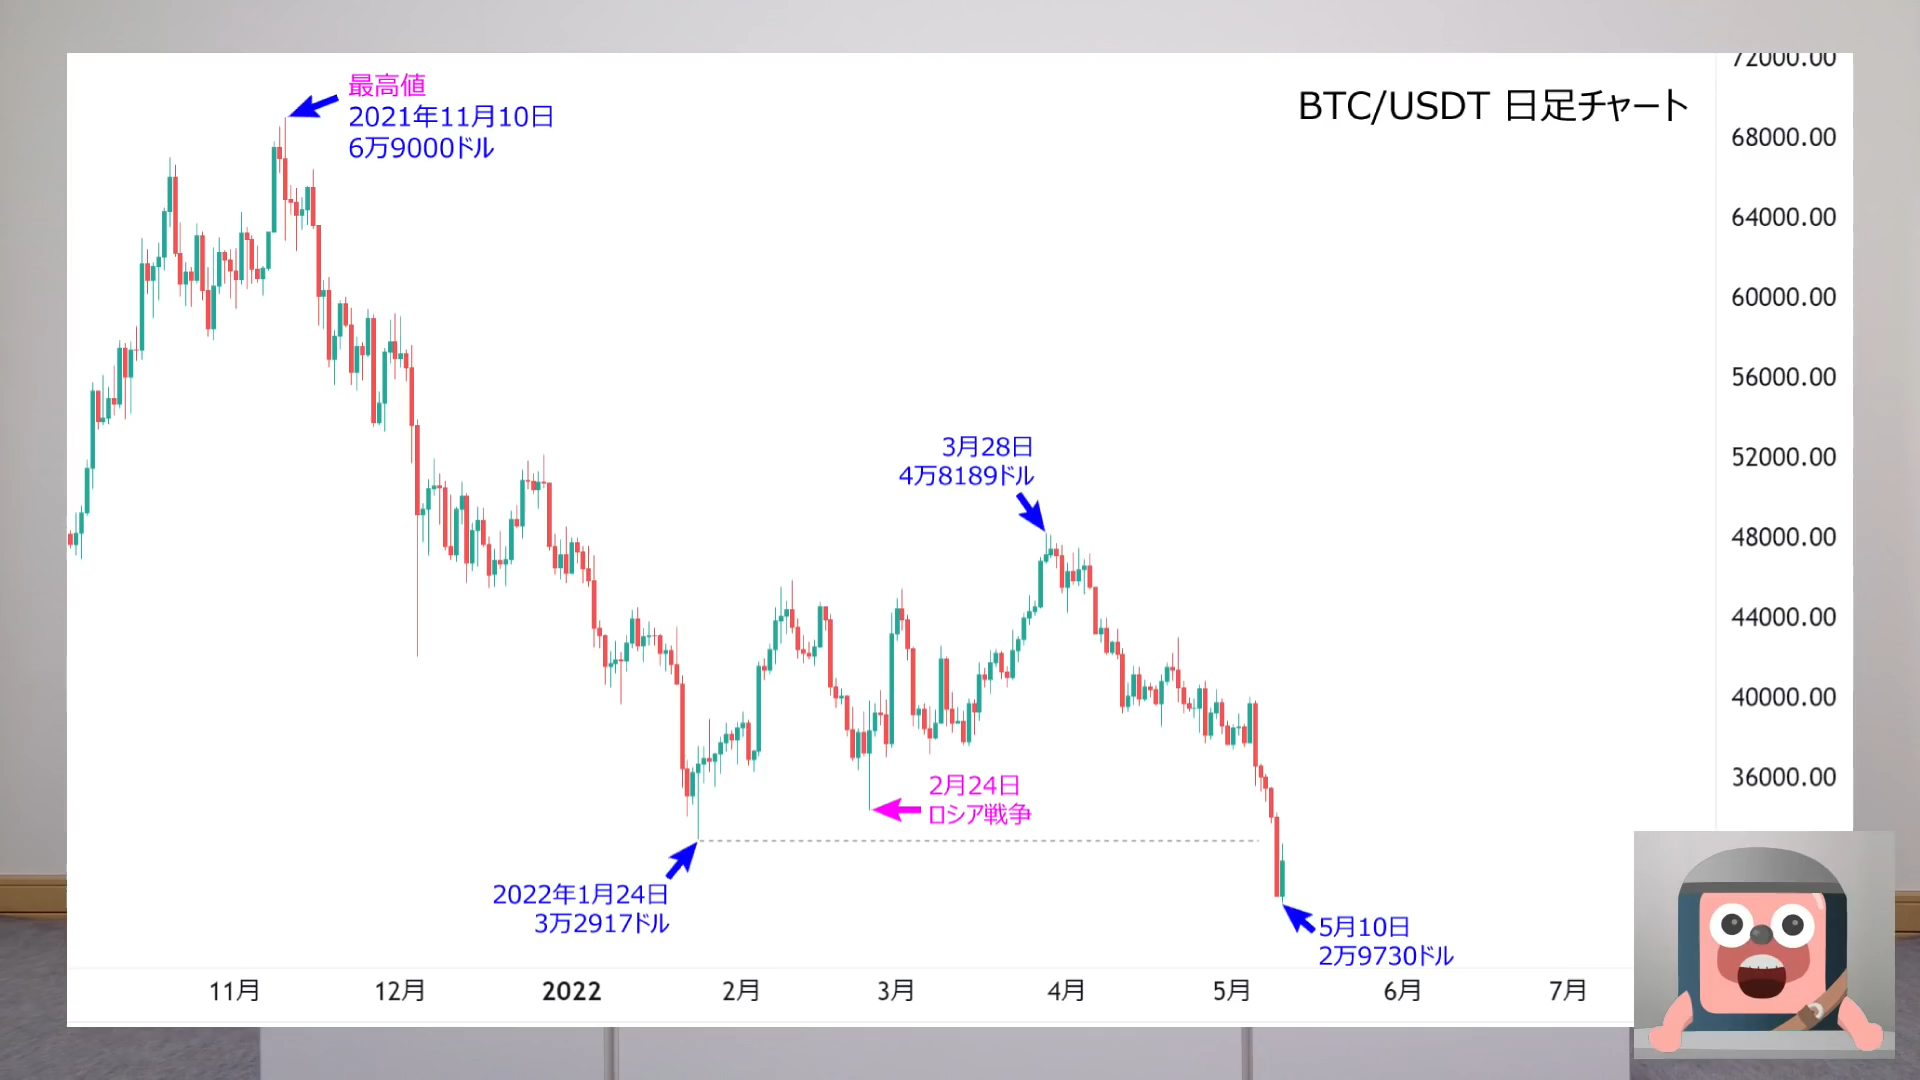 BTC/USDT 日足チャート
最高値
2021年11月10日
6万9000ドル
3月28日
4万8189ドル
2月24日
ロシア戦争
2022年1月24日
3万2917ドル
5月10日
2万9730ドル
72000.00
68000.00
64000.00
60000.00
56000.00
52000.00
48000.00
44000.00
40000.00
36000.00
11月 12月 2022 2月 3月 4月 5月 6月 7月